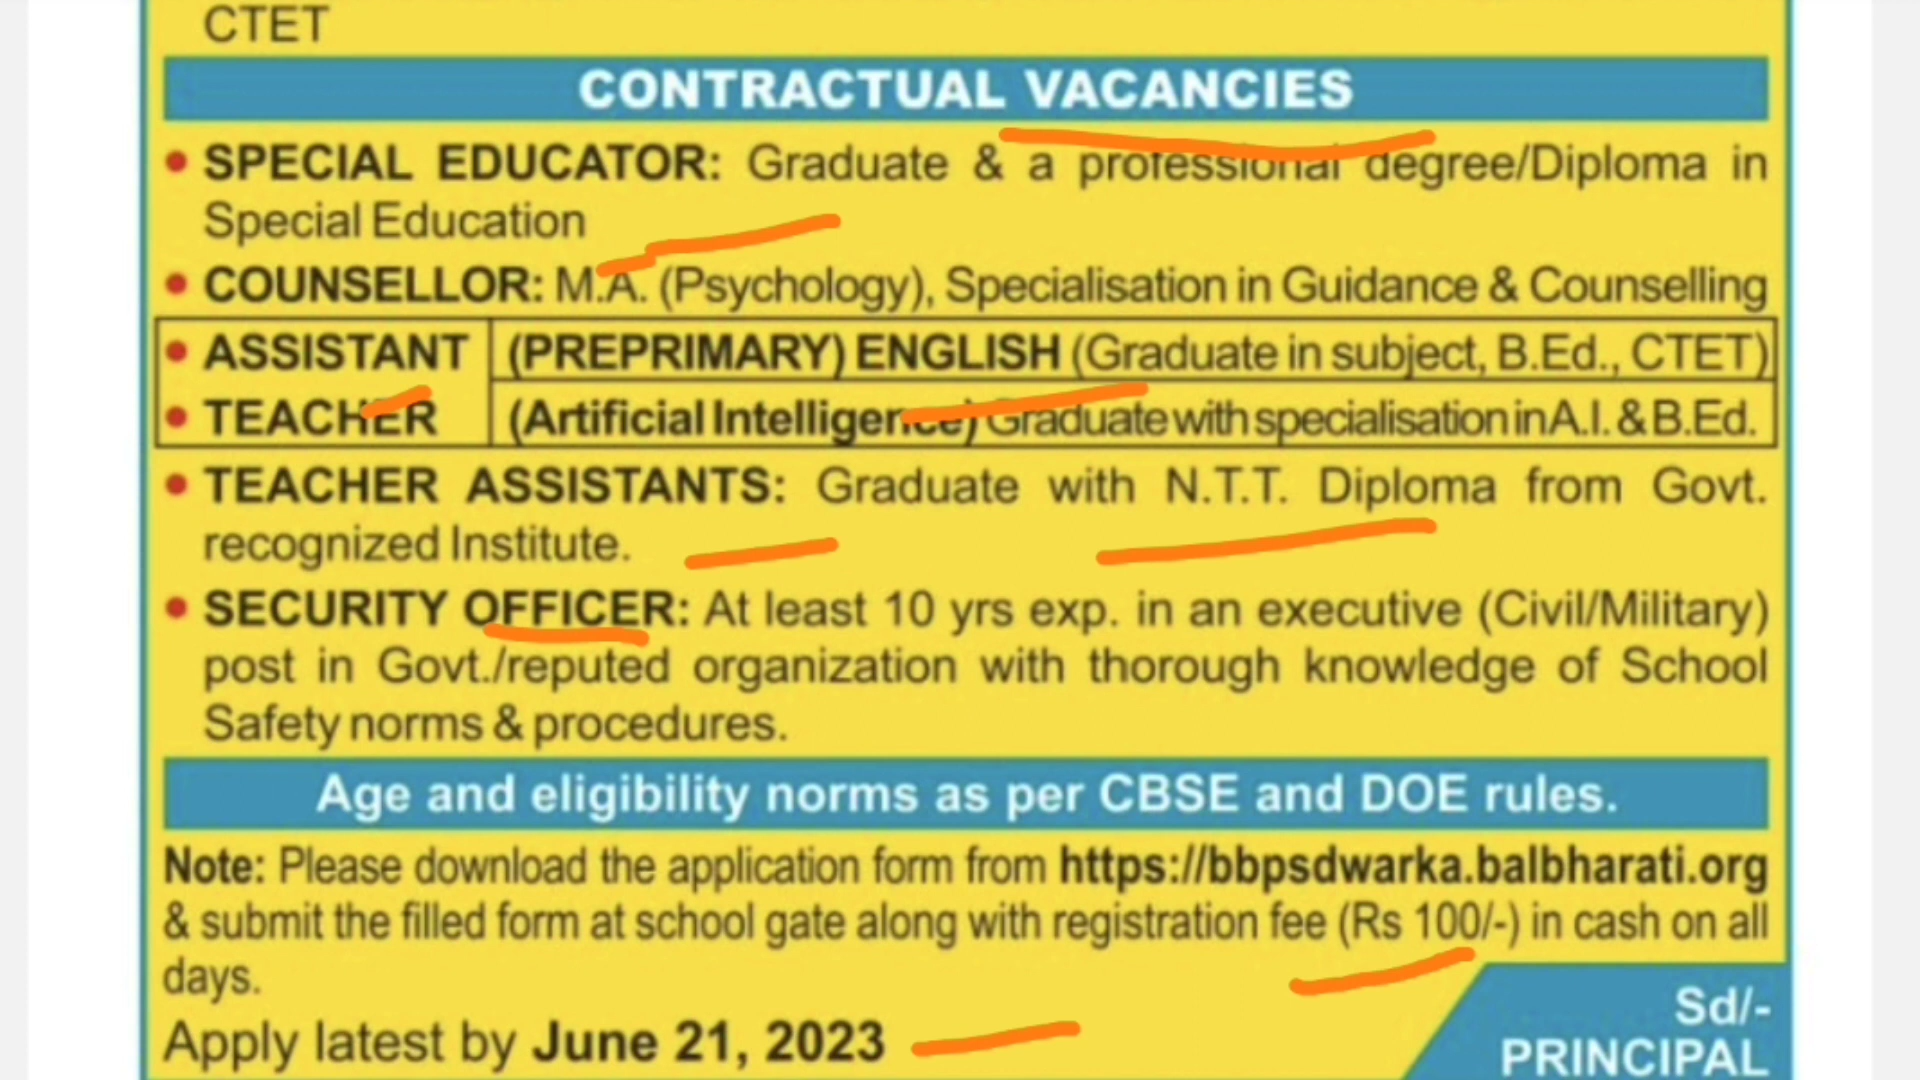 CTET
CONTRACTUAL VACANCIES
• SPECIAL EDUCATOR: Graduate & a professional degree/Diploma in
Special Education
• COUNSELLOR: M.A. (Psychology), Specialisation in Guidance & Counselling
• ASSISTANT (PREPRIMARY) ENGLISH (Graduate in subject, B.Ed., CTET)
• TEACHER (Artificial Intelligence) Graduate with specialisation in A.I. & B.Ed.
• TEACHER ASSISTANTS: Graduate with N.T.T. Diploma from Govt.
recognized Institute.
• SECURITY OFFICER: At least 10 yrs exp. in an executive (Civil/Military)
post in Govt./reputed organization with thorough knowledge of School
Safety norms & procedures.
Age and eligibility norms as per CBSE and DOE rules.
Note: Please download the application form from https://bbpsdwarka.balbharati.org
& submit the filled form at school gate along with registration fee (Rs 100/-) in cash on all
days.
Apply latest by June 21, 2023
Sd/-
PRINCIPAL